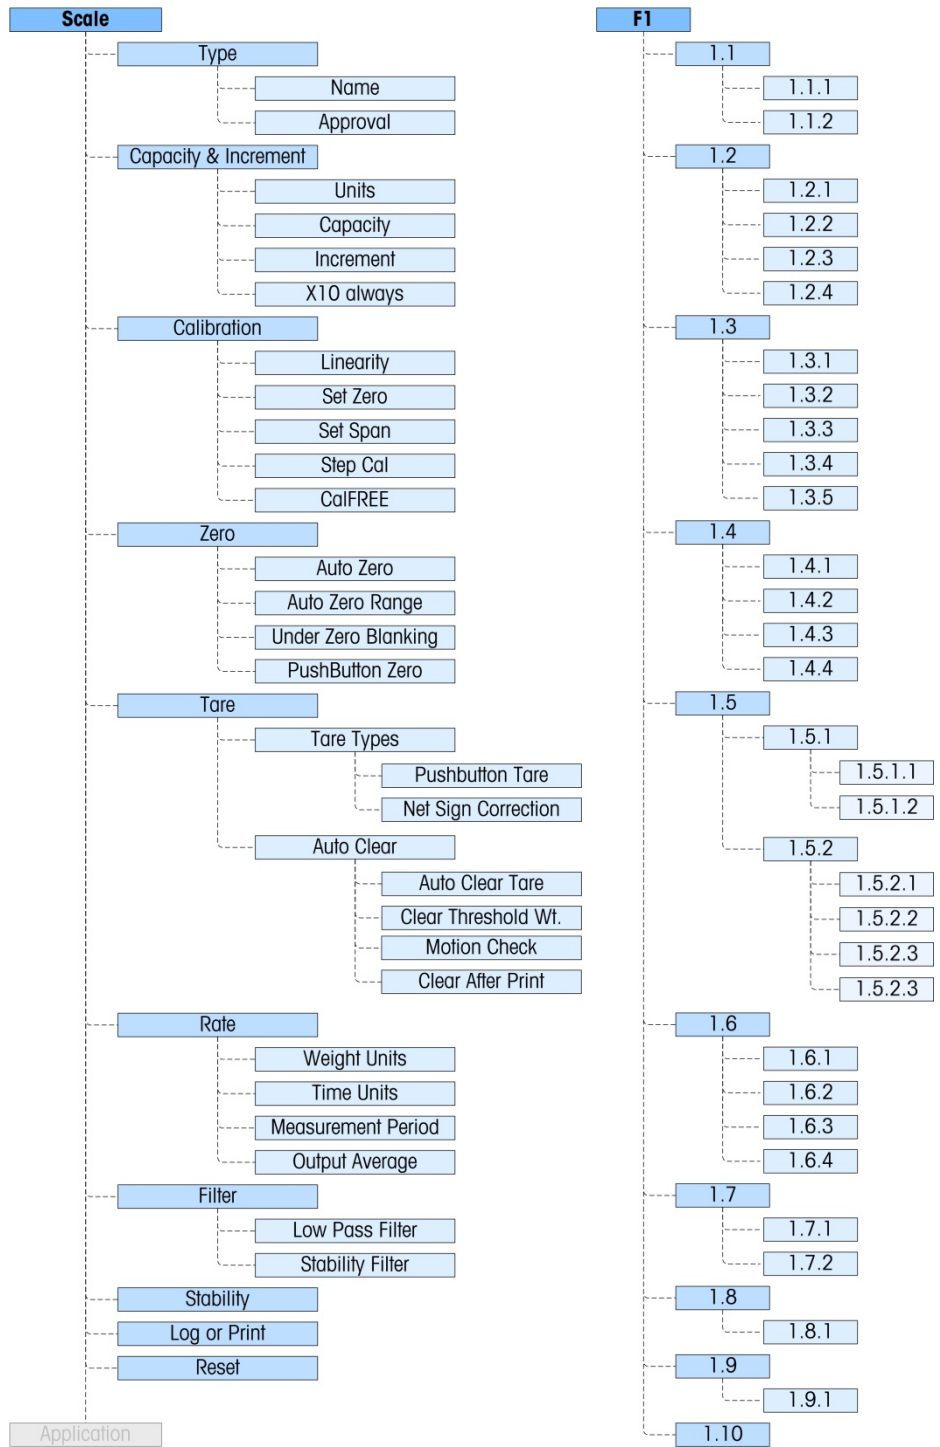 Scale
Type
Name
Approval
Capacity & Increment
Units
Capacity
Increment
X10 always
Calibration
Linearity
Set Zero
Set Span
Step Cal
CalFREE
Zero
Auto Zero
Auto Zero Range
Under Zero Blanking
PushButton Zero
Tare
Tare Types
Pushbutton Tare
Net Sign Correction
Auto Clear
Auto Clear Tare
Clear Threshold Wt.
Motion Check
Clear After Print
Rate
Weight Units
Time Units
Measurement Period
Output Average
Filter
Low Pass Filter
Stability Filter
Stability
Log or Print
Reset
Application
F1
1.1
1.1.1
1.1.2
1.2
1.2.1
1.2.2
1.2.3
1.2.4
1.3
1.3.1
1.3.2
1.3.3
1.3.4
1.3.5
1.4
1.4.1
1.4.2
1.4.3
1.4.4
1.5
1.5.1
1.5.1.1
1.5.1.2
1.5.2
1.5.2.1
1.5.2.2
1.5.2.3
1.5.2.3
1.6
1.6.1
1.6.2
1.6.3
1.6.4
1.7
1.7.1
1.7.2
1.8
1.8.1
1.9
1.9.1
1.10